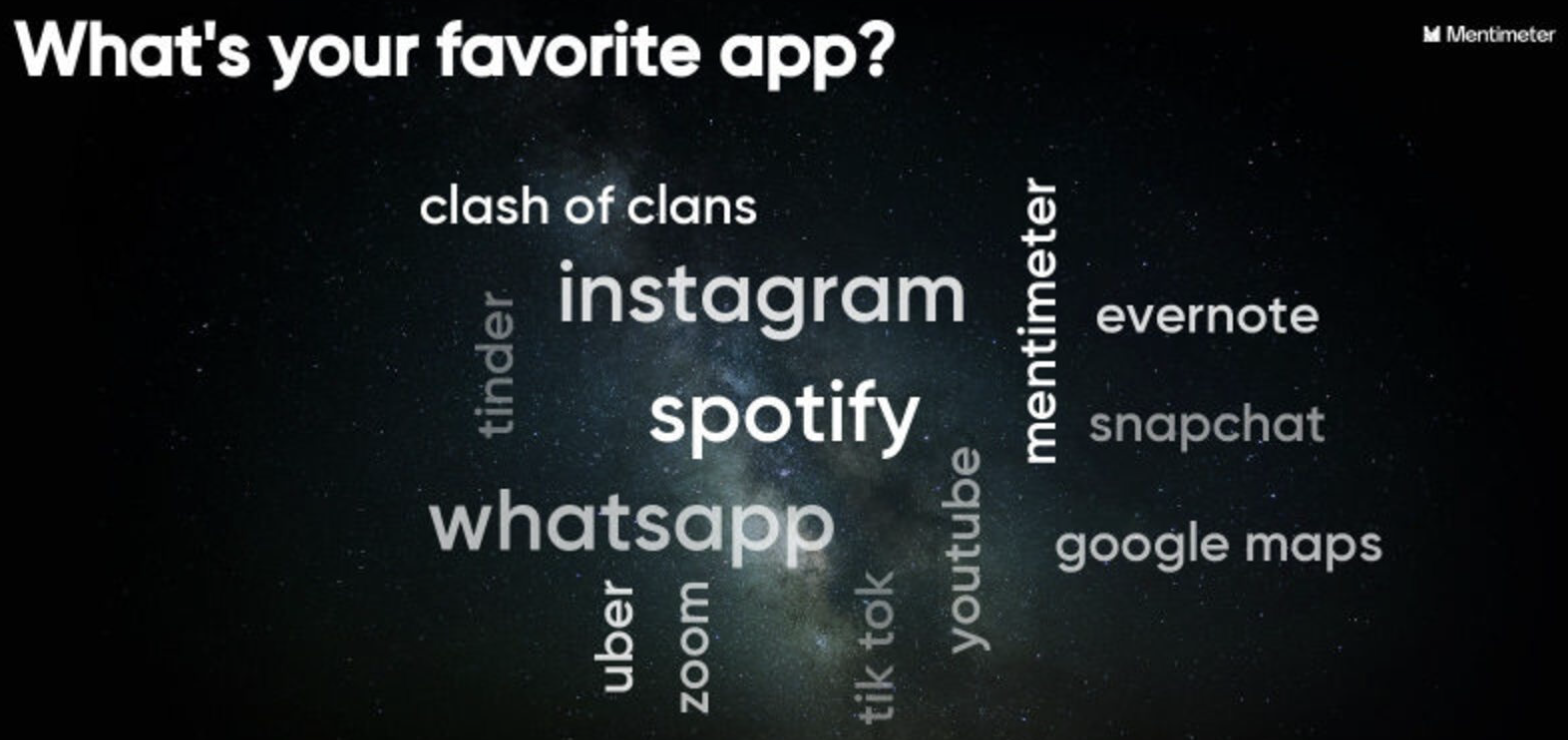 What's your favorite app?
Mentimeter
clash of clans
instagram
tinder
mentimeter
evernote
spotify
snapchat
whatsapp
youtube
google maps
uber
zoom
tik tok